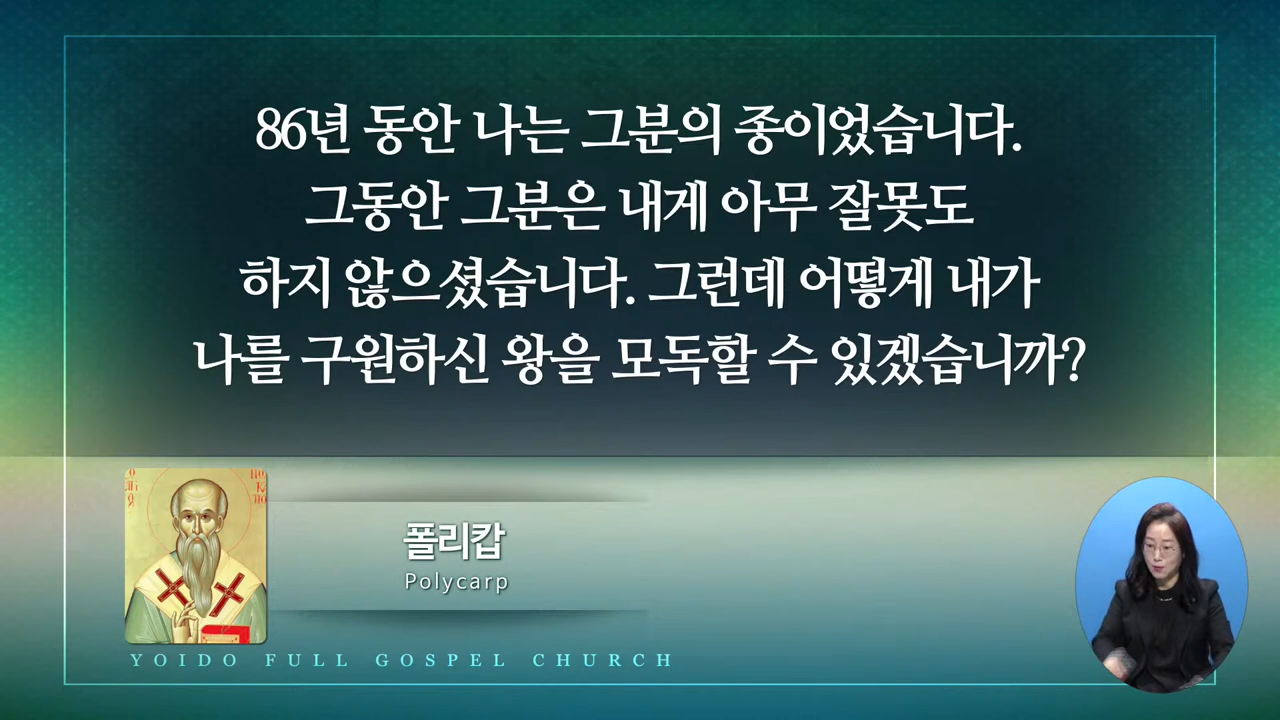 86년 동안 나는 그분의 종이었습니다.
그동안 그분은 내게 아무 잘못도
하지 않으셨습니다. 그런데 어떻게 내가
나를 구원하신 왕을 모독할 수 있겠습니까?
폴리캅
Polycarp
YOIDO FULL GOSPEL CHURCH